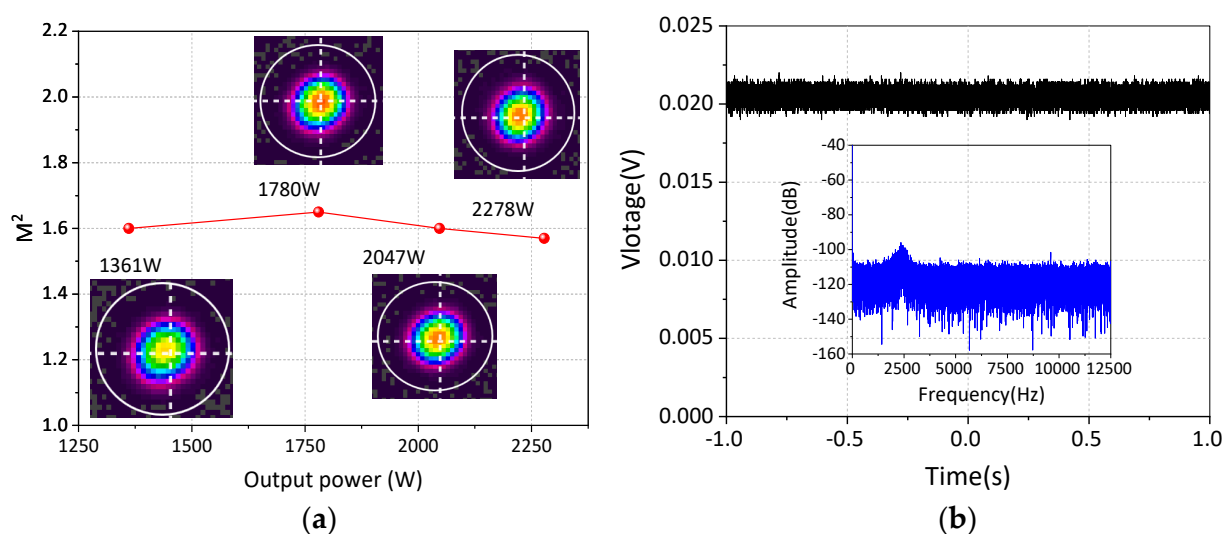 2.2
2.0
1.8
1.6
1.4
1.2
1.0
M²
1780W
2278W
1361W
2047W
1250 1500 1750 2000 2250
Output power (W)
(a)
0.025
0.020
0.015
0.010
0.005
0.000
Vlotage(V)
-40
-60
-80
-100
-120
-140
-160
Amplitude(dB)
0 2500 5000 7500 10000 12500
Frequency(Hz)
-1.0 -0.5 0.0 0.5 1.0
Time(s)
(b)